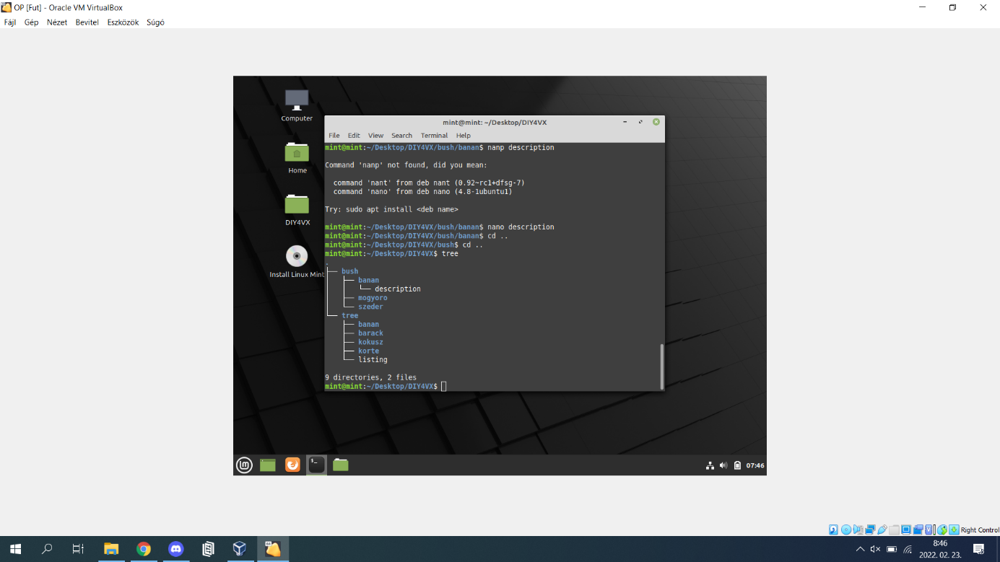 OP [Fut] - Oracle VM VirtualBox
Fájl Gép Nézet Bevitel Eszközök Súgó
Computer
Home
DIY4VX
Install Linux Mint
mint@mint: ~/Desktop/DIY4VX
File Edit View Search Terminal Help
mint@mint:~/Desktop/DIY4VX/bush/banan$ nanp description
Command 'nanp' not found, did you mean:
command 'nant' from deb nant (0.92~rc1+dfsg-7)
command 'nano' from deb nano (4.8-1ubuntu1)
Try: sudo apt install <deb name>
mint@mint:~/Desktop/DIY4VX/bush/banan$ nano description
mint@mint:~/Desktop/DIY4VX/bush/banan$ cd ..
mint@mint:~/Desktop/DIY4VX/bush$ cd ..
mint@mint:~/Desktop/DIY4VX$ tree
.
├── bush
│   ├── banan
│   │   └── description
│   ├── mogyoro
│   └── szeder
└── tree
    ├── banan
    ├── barack
    ├── kokusz
    ├── korte
    └── listing
9 directories, 2 files
mint@mint:~/Desktop/DIY4VX$
07:46
Right Control
8:46
2022. 02. 23.